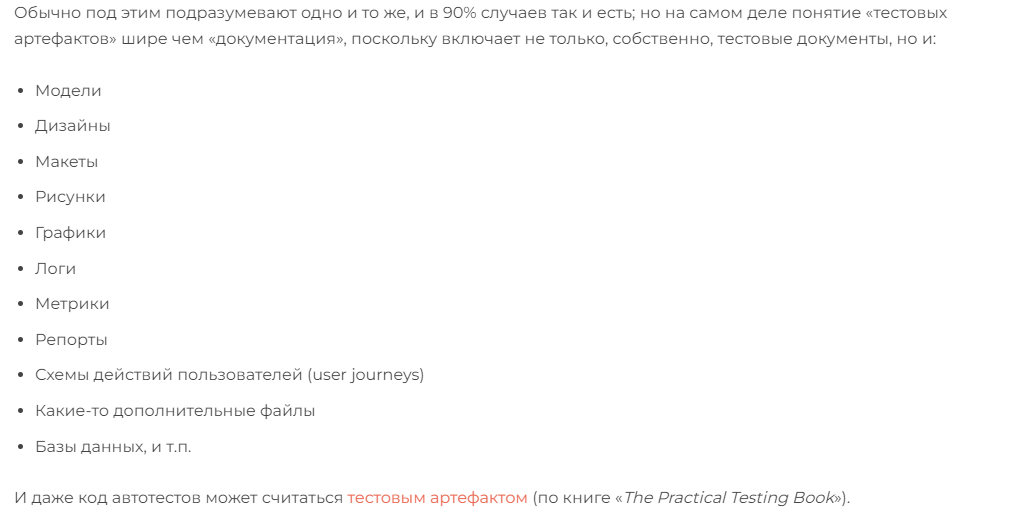 Обычно под этим подразумевают одно и то же, и в 90% случаев так и есть; но на самом деле понятие «тестовых
артефактов» шире чем «документация», поскольку включает не только, собственно, тестовые документы, но и:
• Модели
• Дизайны
• Макеты
• Рисунки
• Графики
• Логи
• Метрики
• Репорты
• Схемы действий пользователей (user journeys)
• Какие-то дополнительные файлы
• Базы данных, и т.п.
И даже код автотестов может считаться тестовым артефактом (по книге «The Practical Testing Book»).